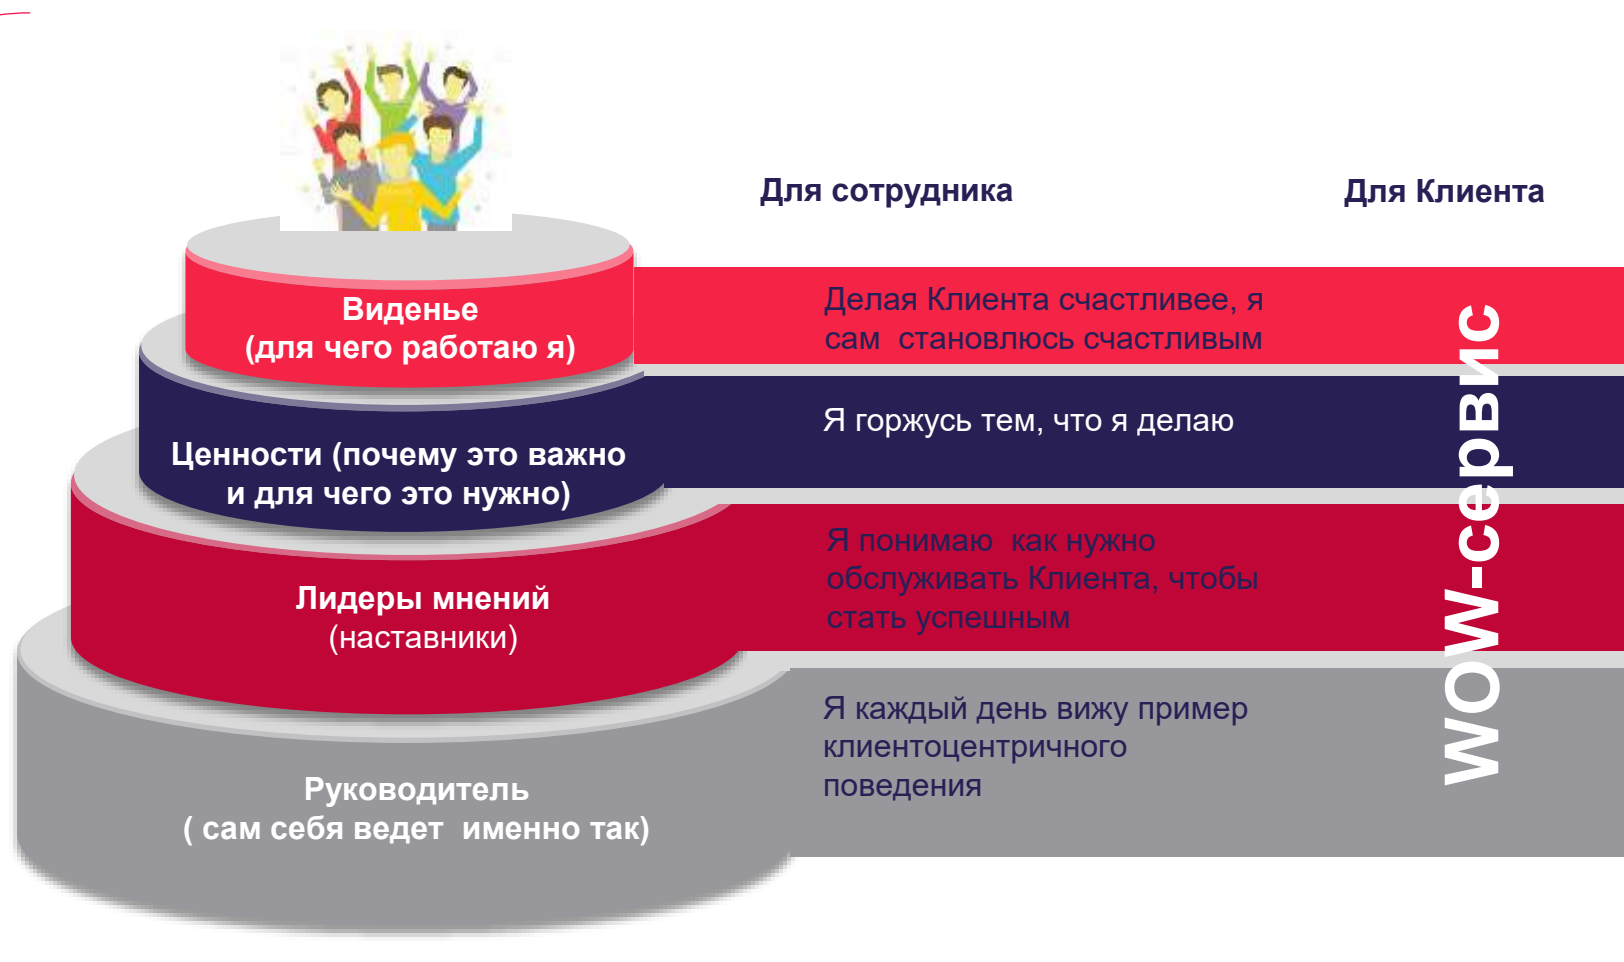 Для сотрудника
Для Клиента
Виденье
(для чего работаю я)
Делая Клиента счастливее, я
сам  становлюсь счастливым
Ценности (почему это важно
и для чего это нужно)
Я горжусь тем, что я делаю
Лидеры мнений
(наставники)
Я понимаю  как нужно
обслуживать Клиента, чтобы
стать успешным
Руководитель
( сам себя ведет  именно так)
Я каждый день вижу пример
клиентоцентричного
поведения
WOW-сервис